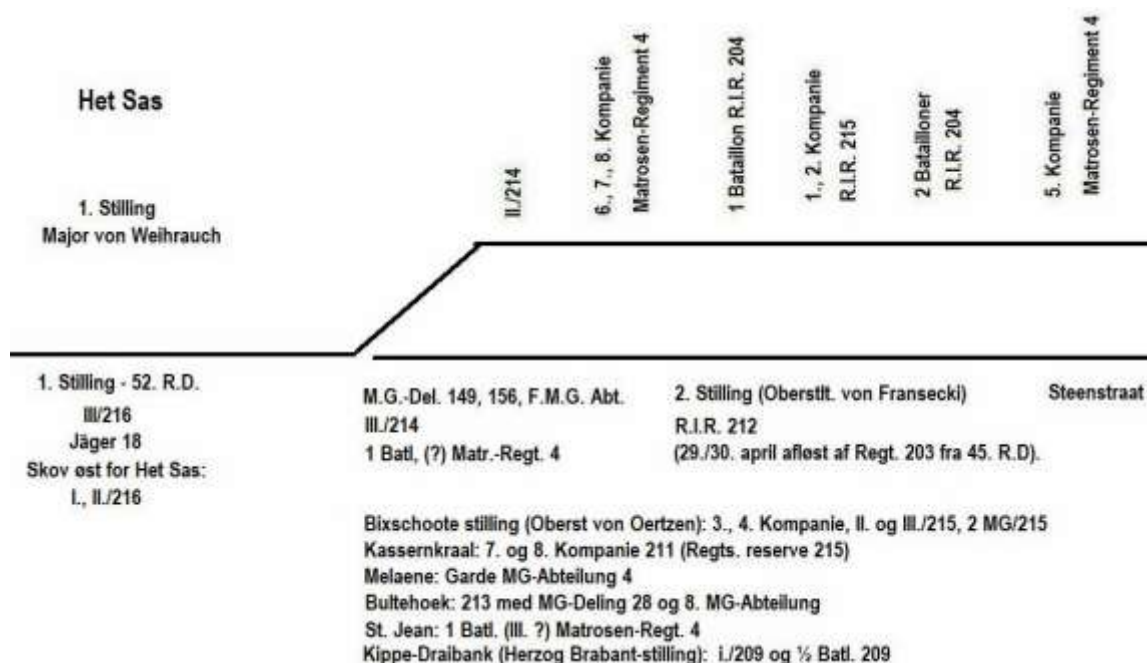 Het Sas
1. Stilling
Major von Weihrauch
II./214
6., 7., 8. Kompanie
Matrosen-Regiment 4
1 Bataillon R.I.R. 204
1., 2. Kompanie
R.I.R. 215
2 Batailloner
R.I.R. 204
5. Kompanie
Matrosen-Regiment 4
1. Stilling - 52. R.D.
III/216
Jäger 18
Skov øst for Het Sas:
I., II./216
M.G.-Del. 149, 156, F.M.G. Abt.
III./214
1 Batl, (?) Matr.-Regt. 4
2. Stilling (Oberstlt. von Fransecki)
R.I.R. 212
(29./30. april afløst af Regt. 203 fra 45. R.D).
Steenstraat
Bixschoote stilling (Oberst von Oertzen): 3., 4. Kompanie, II. og III./215, 2 MG/215
Kassernkraal: 7. og 8. Kompanie 211 (Regts. reserve 215)
Melaene: Garde MG-Abteilung 4
Bultehoek: 213 med MG-Deling 28 og 8. MG-Abteilung
St. Jean: 1 Batl. (III. ?) Matrosen-Regt. 4
Kippe-Draibank (Herzog Brabant-stilling): i./209 og ½ Batl. 209